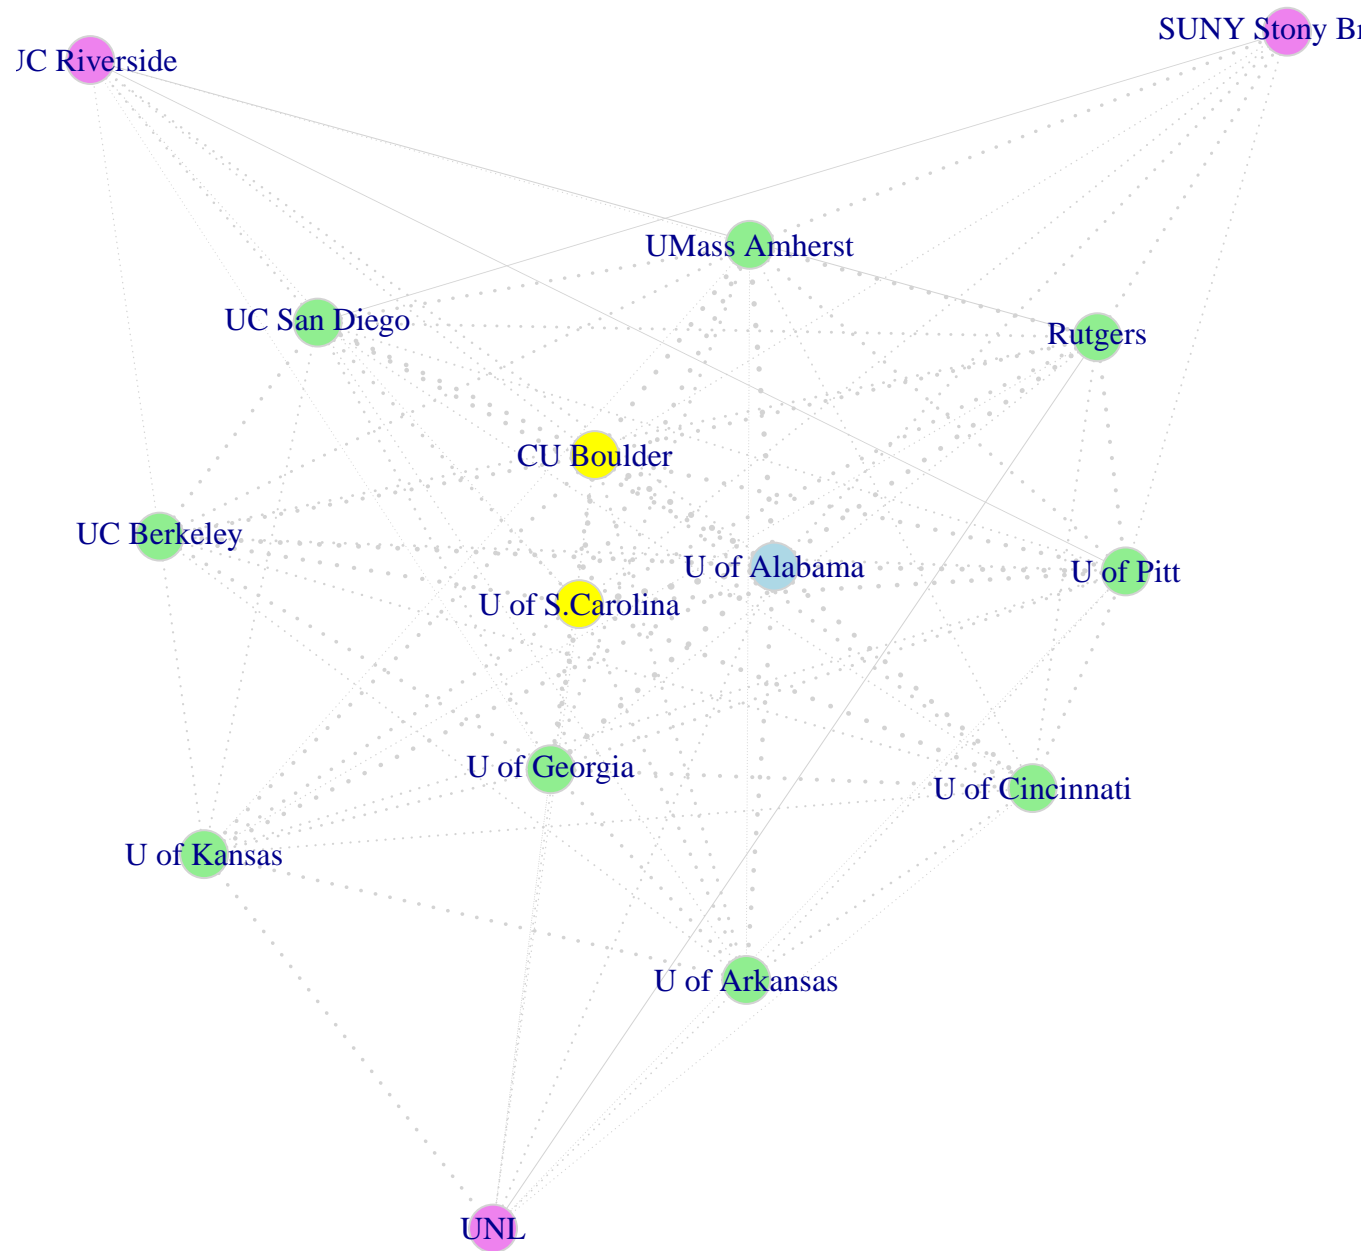 SUNY Stony Br
UC Riverside
UMass Amherst
UC San Diego
Rutgers
CU Boulder
UC Berkeley
U of Alabama
U of Pitt
U of S.Carolina
U of Georgia
U of Cincinnati
U of Kansas
U of Arkansas
UNL